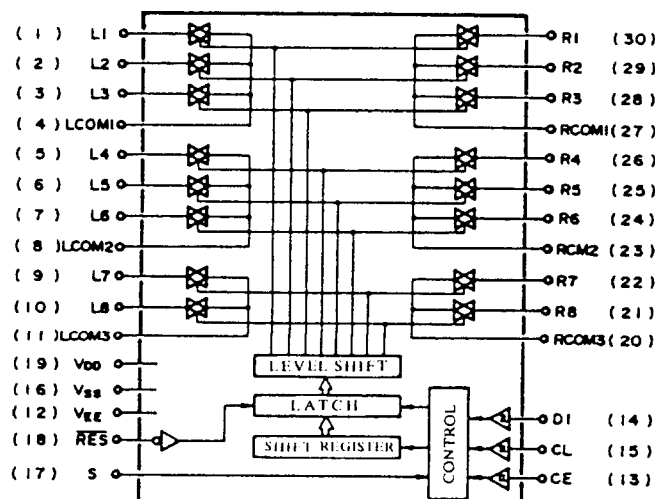 (1) L1 R1 (30)
(2) L2 R2 (29)
(3) L3 R3 (28)
(4) LCOM1 RCOM1 (27)
(5) L4 R4 (26)
(6) L5 R5 (25)
(7) L6 R6 (24)
(8) LCOM2 RCM2 (23)
(9) L7 R7 (22)
(10) L8 R8 (21)
(11) LCOM3 RCOM3 (20)
(19) VDD LEVEL SHIFT
(16) VSS
(12) VEE LATCH DI (14)
(18) RES SHIFT REGISTER CONTROL CL (15)
(17) S CE (13)